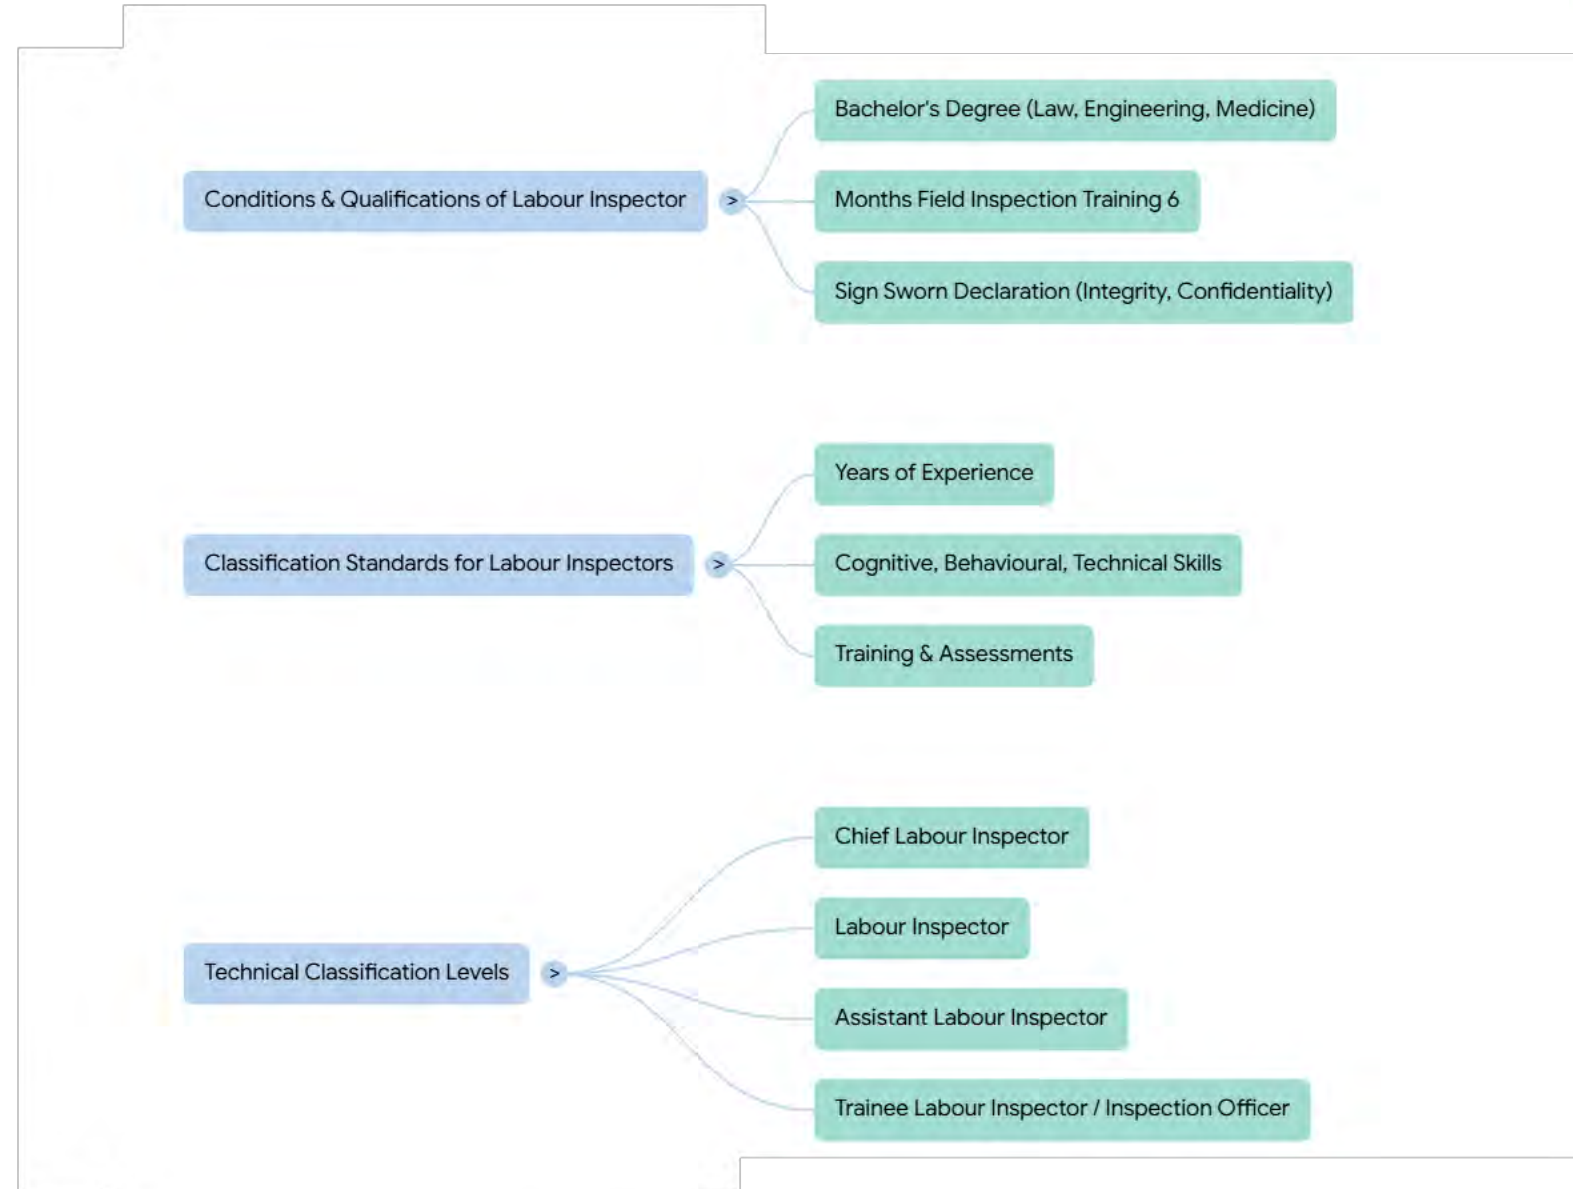 Bachelor's Degree (Law, Engineering, Medicine)
Conditions & Qualifications of Labour Inspector
>
Months Field Inspection Training 6
Sign Sworn Declaration (Integrity, Confidentiality)
Years of Experience
Classification Standards for Labour Inspectors
>
Cognitive, Behavioural, Technical Skills
Training & Assessments
Chief Labour Inspector
Labour Inspector
Technical Classification Levels
>
Assistant Labour Inspector
Trainee Labour Inspector / Inspection Officer